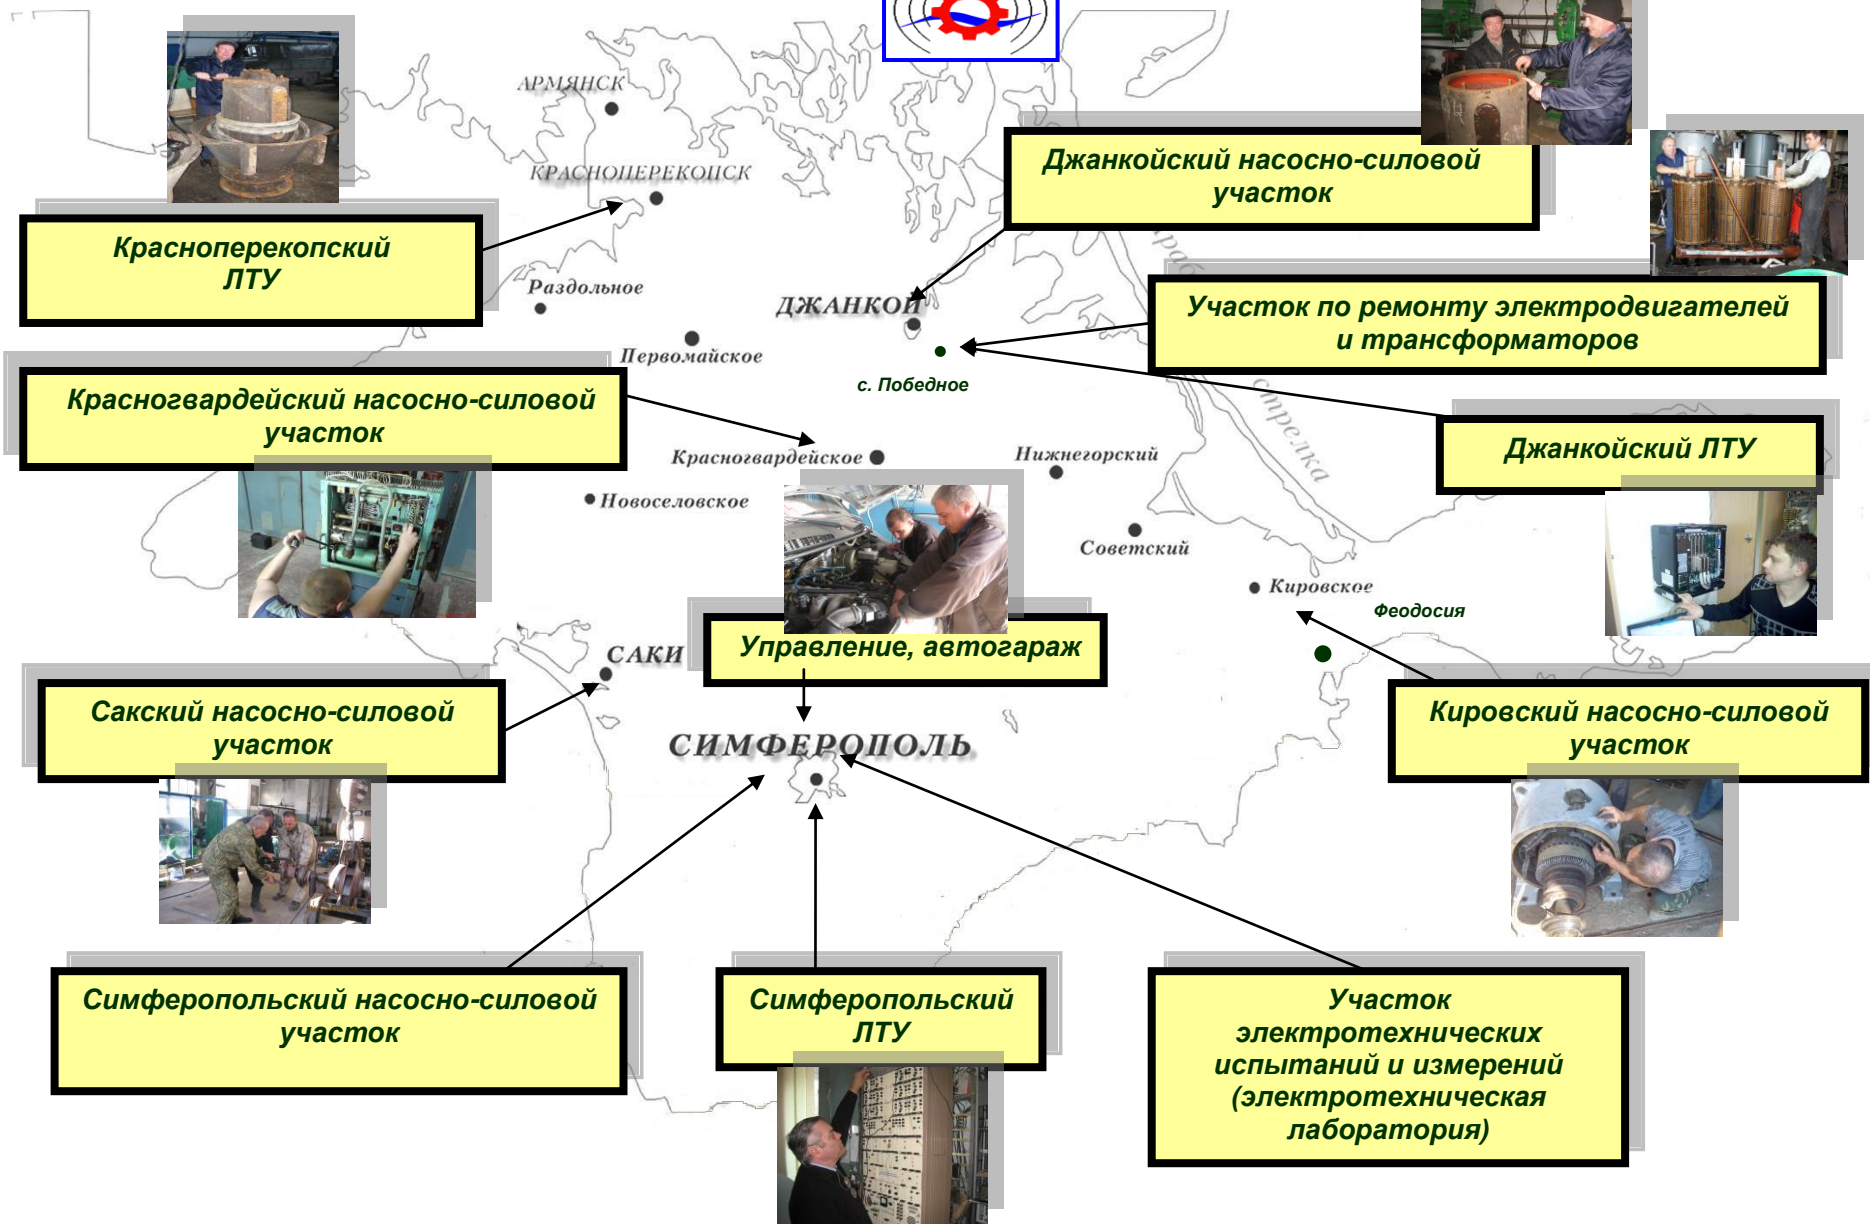 АРМЯНСК
КРАСНОПЕРЕКОПСК
Джанкойский насосно-силовой
участок
Красноперекопский
ЛТУ
Раздольное
ДЖАНКОЙ
Участок по ремонту электродвигателей
и трансформаторов
Первомайское
с. Победное
Красногвардейский насосно-силовой
участок
стрелка
Джанкойский ЛТУ
Красногвардейское
Нижнегорский
Новоселовское
Советский
Кировское
Феодосия
Управление, автогараж
САКИ
Сакский насосно-силовой
участок
Кировский насосно-силовой
участок
СИМФЕРОПОЛЬ
Симферопольский насосно-силовой
участок
Симферопольский
ЛТУ
Участок
электротехнических
испытаний и измерений
(электротехническая
лаборатория)